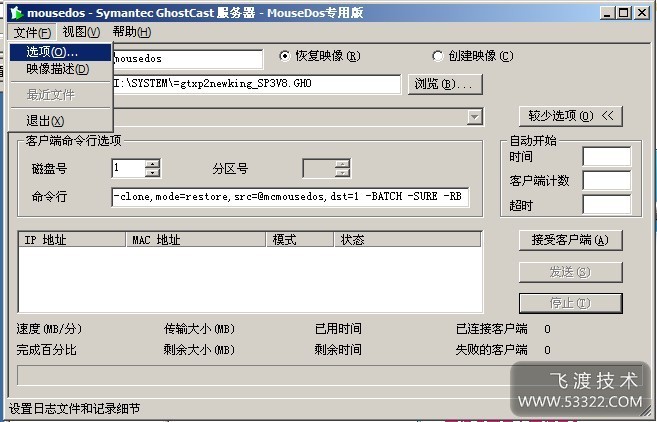 mousedos - Symantec GhostCast 服务器 - MouseDos专用版
文件(F) 视图(V) 帮助(H)
选项(O)...
映像描述(D)
最近文件
退出(X)
mousedos
恢复映像(R) 创建映像(C)
I:\SYSTEM\=gtxp2newking_SP3V8.GHO 浏览(B)...
较少选项(O) <<
客户端命令行选项
磁盘号 1 分区号
命令行 -clone,mode=restore,src=@mcmousedos,dst=1 -BATCH -SURE -RB
自动开始
时间
客户端计数
超时
IP 地址 MAC 地址 模式 状态
接受客户端(A)
发送(S)
停止(T)
速度(MB/分) 传输大小(MB) 已用时间 已连接客户端 0
完成百分比 剩余大小(MB) 剩余时间 失败的客户端 0
设置日志文件和记录细节
飞渡技术
WWW.53322.COM